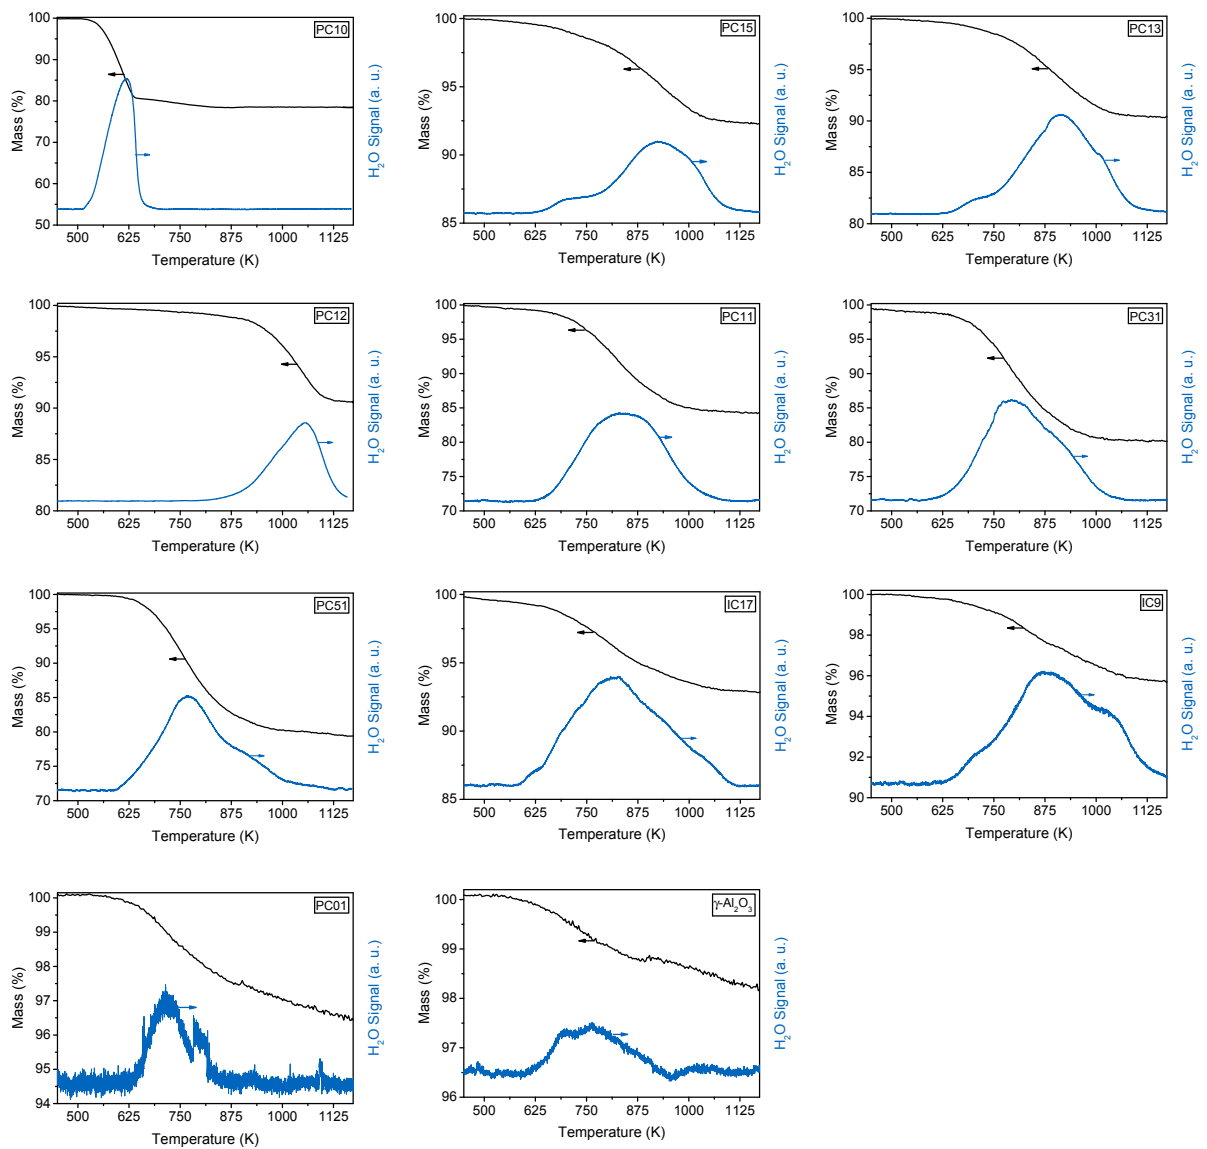 PC10
100
90
80
70
60
50
Mass (%)
H₂O Signal (a. u.)
500 625 750 875 1000 1125
Temperature (K)
PC15
100
95
90
85
Mass (%)
H₂O Signal (a. u.)
500 625 750 875 1000 1125
Temperature (K)
PC13
100
95
90
85
80
Mass (%)
H₂O Signal (a. u.)
500 625 750 875 1000 1125
Temperature (K)
PC12
100
95
90
85
80
Mass (%)
H₂O Signal (a. u.)
500 625 750 875 1000 1125
Temperature (K)
PC11
100
95
90
85
80
75
70
Mass (%)
H₂O Signal (a. u.)
500 625 750 875 1000 1125
Temperature (K)
PC31
100
95
90
85
80
75
70
Mass (%)
H₂O Signal (a. u.)
500 625 750 875 1000 1125
Temperature (K)
PC51
100
95
90
85
80
75
70
Mass (%)
H₂O Signal (a. u.)
500 625 750 875 1000 1125
Temperature (K)
IC17
100
95
90
85
Mass (%)
H₂O Signal (a. u.)
500 625 750 875 1000 1125
Temperature (K)
IC9
100
98
96
94
92
90
Mass (%)
H₂O Signal (a. u.)
500 625 750 875 1000 1125
Temperature (K)
PC01
100
99
98
97
96
95
94
Mass (%)
H₂O Signal (a. u.)
500 625 750 875 1000 1125
Temperature (K)
γ-Al₂O₃
100
99
98
97
96
Mass (%)
H₂O Signal (a. u.)
500 625 750 875 1000 1125
Temperature (K)